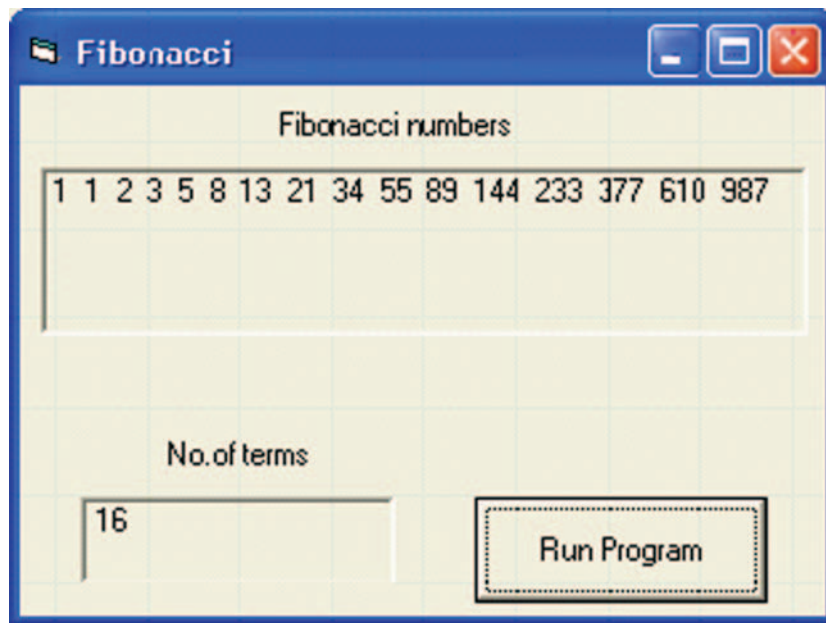 Fibonacci
Fibonacci numbers
1 1 2 3 5 8 13 21 34 55 89 144 233 377 610 987
No.of terms
16
Run Program